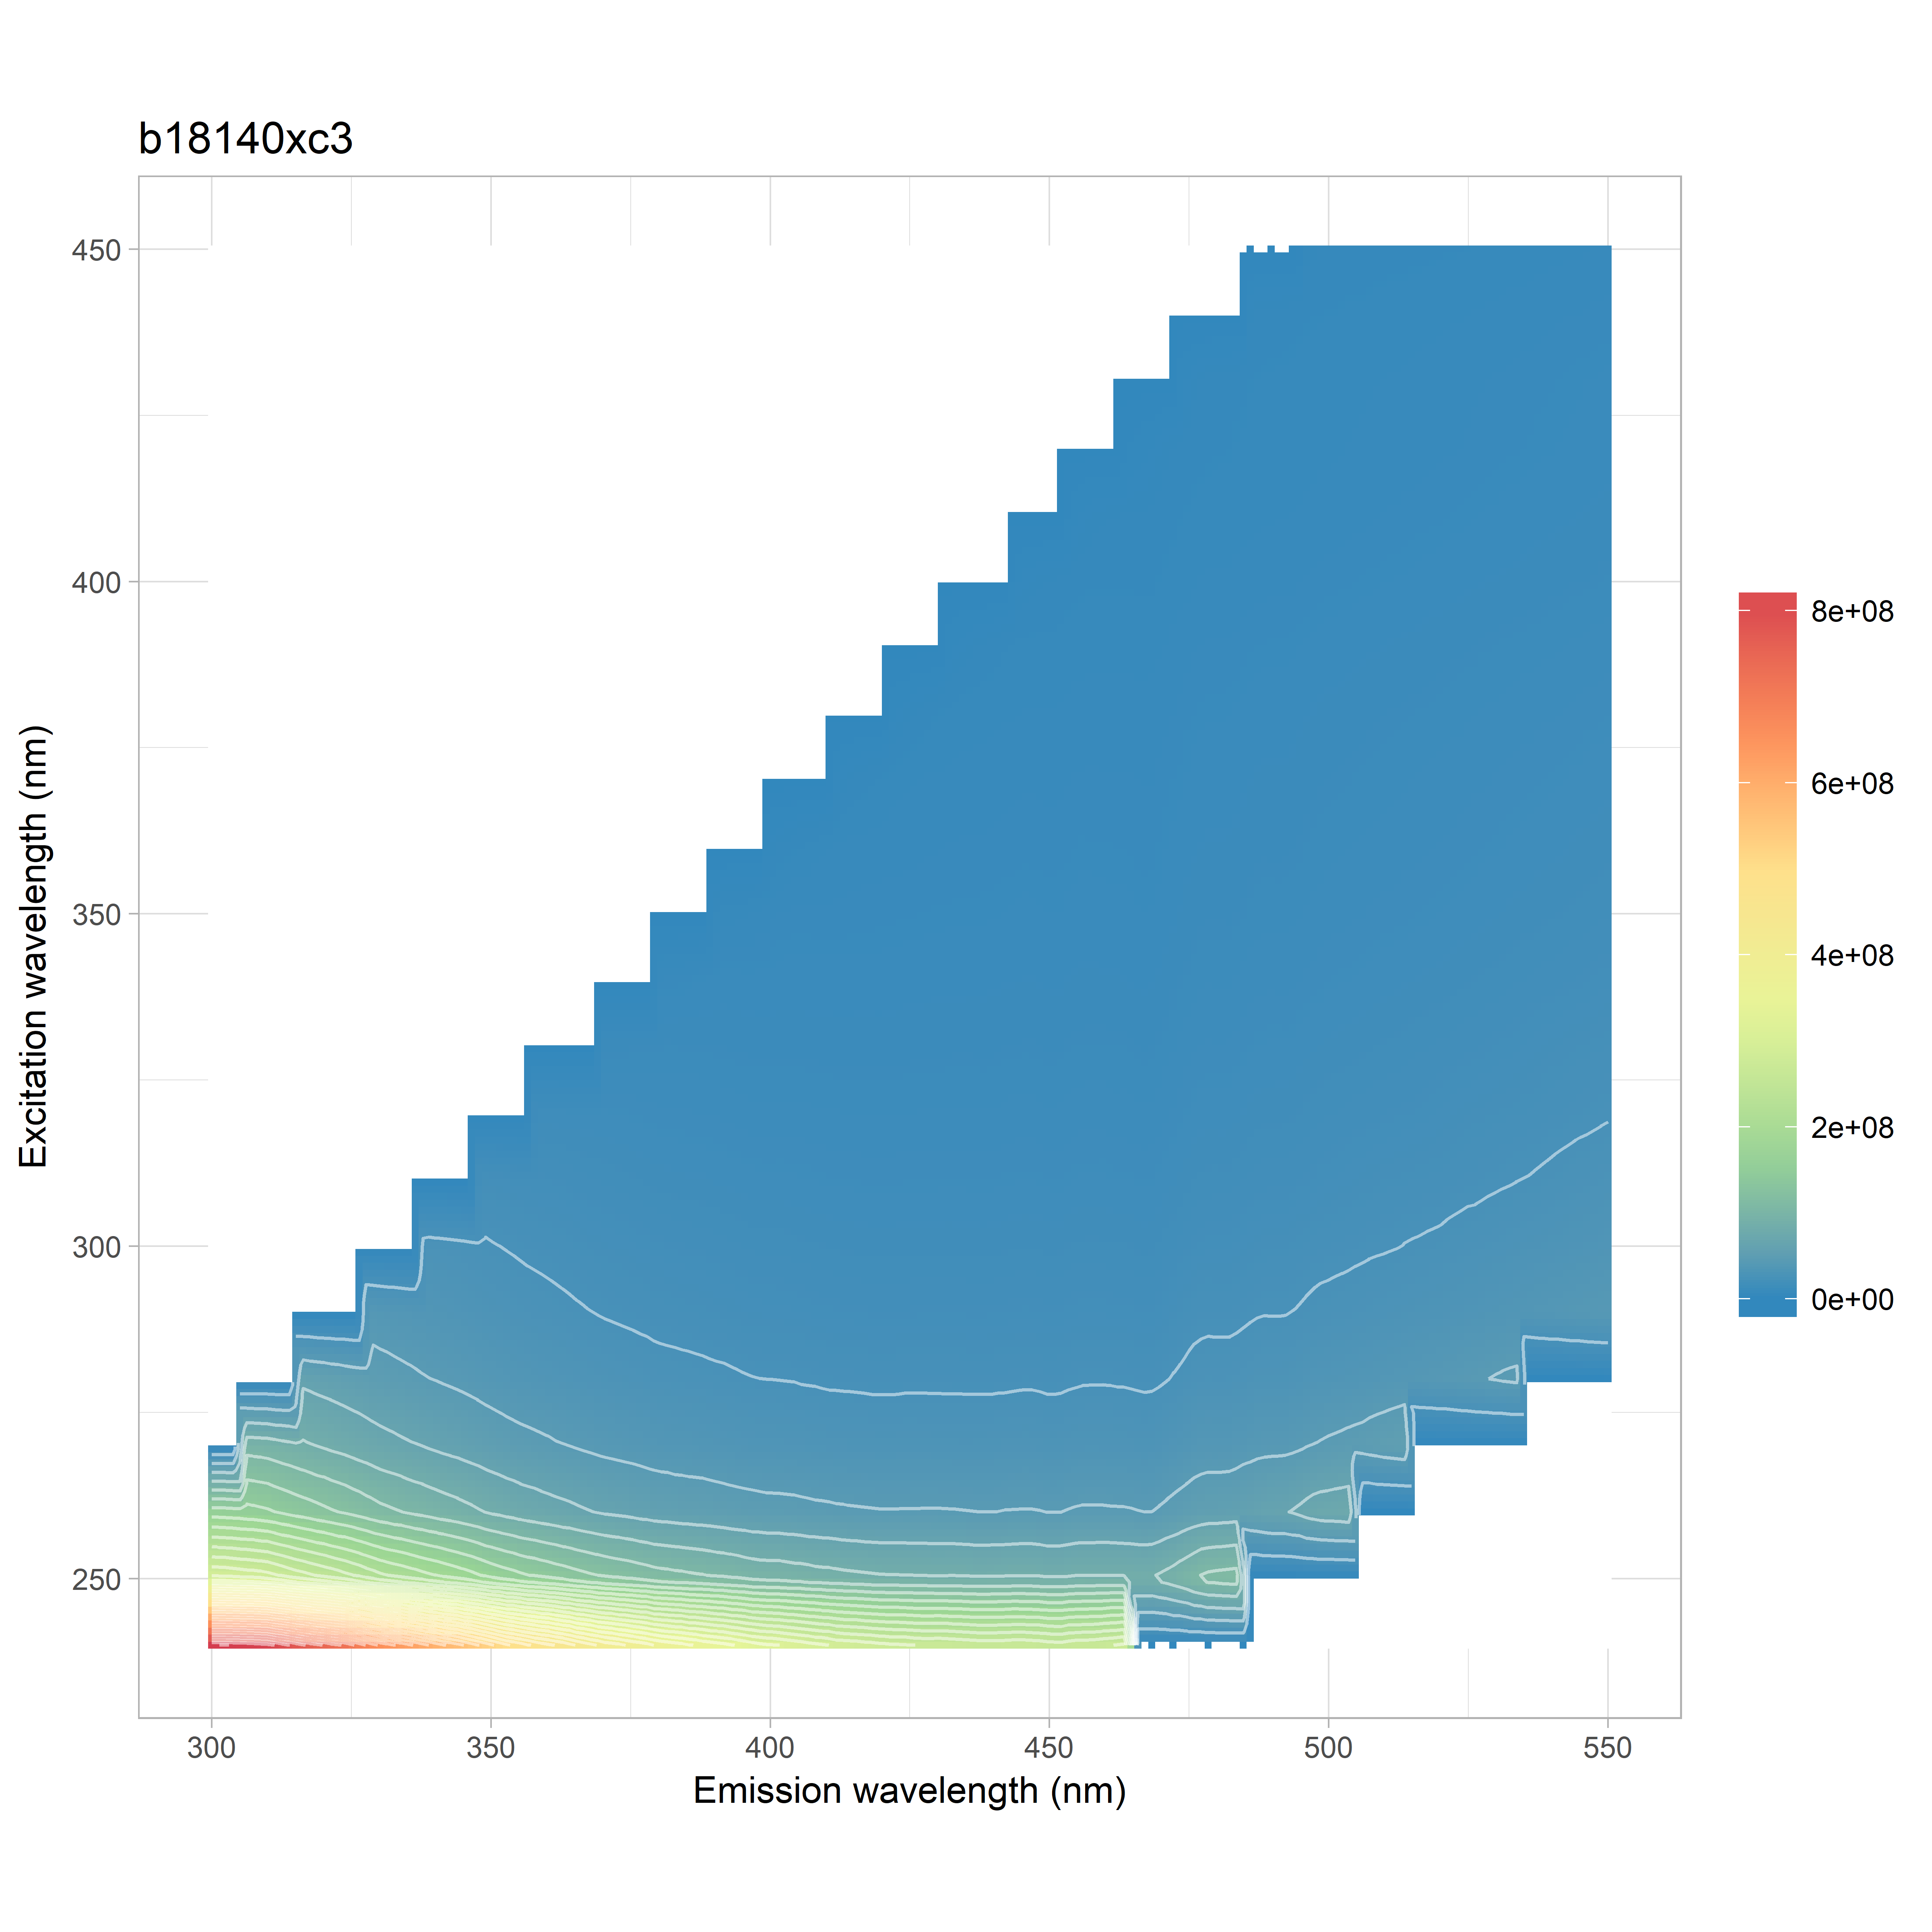 b18140xc3
450
400
350
300
250
Excitation wavelength (nm)
300 350 400 450 500 550
Emission wavelength (nm)
8e+08
6e+08
4e+08
2e+08
0e+00